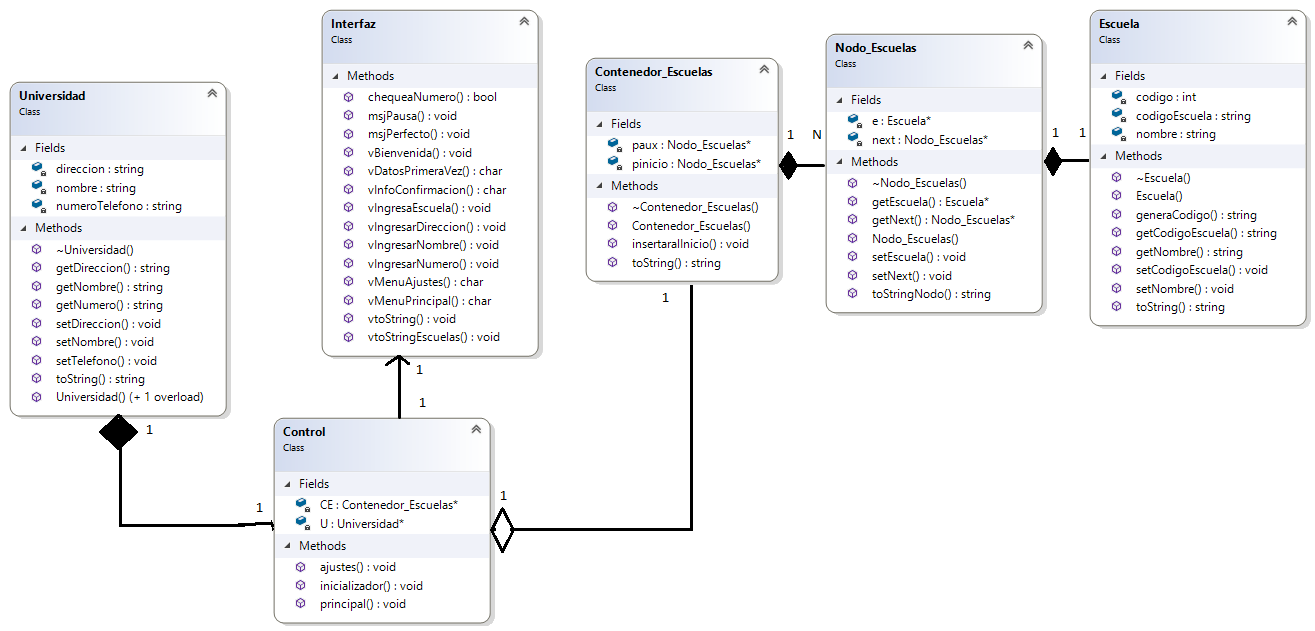 Universidad
Class
Fields
direccion : string
nombre : string
numeroTelefono : string
Methods
~Universidad()
getDireccion() : string
getNombre() : string
getNumero() : string
setDireccion() : void
setNombre() : void
setTelefono() : void
toString() : string
Universidad() (+ 1 overload)
1
1
Interfaz
Class
Methods
chequeaNumero() : bool
msjPausa() : void
msjPerfecto() : void
vBienvenida() : void
vDatosPrimeraVez() : char
vInfoConfirmacion() : char
vIngresaEscuela() : void
vIngresarDireccion() : void
vIngresarNombre() : void
vIngresarNumero() : void
vMenuAjustes() : char
vMenuPrincipal() : char
vtoString() : void
vtoStringEscuelas() : void
1
1
Control
Class
Fields
CE : Contenedor_Escuelas*
U : Universidad*
Methods
ajustes() : void
inicializador() : void
principal() : void
1
1
Contenedor_Escuelas
Class
Fields
paux : Nodo_Escuelas*
pinicio : Nodo_Escuelas*
Methods
~Contenedor_Escuelas()
Contenedor_Escuelas()
insertaralInicio() : void
toString() : string
1 N
Nodo_Escuelas
Class
Fields
e : Escuela*
next : Nodo_Escuelas*
Methods
~Nodo_Escuelas()
getEscuela() : Escuela*
getNext() : Nodo_Escuelas*
Nodo_Escuelas()
setEscuela() : void
setNext() : void
toStringNodo() : string
1 1
Escuela
Class
Fields
codigo : int
codigoEscuela : string
nombre : string
Methods
~Escuela()
Escuela()
generaCodigo() : string
getCodigoEscuela() : string
getNombre() : string
setCodigoEscuela() : void
setNombre() : void
toString() : string